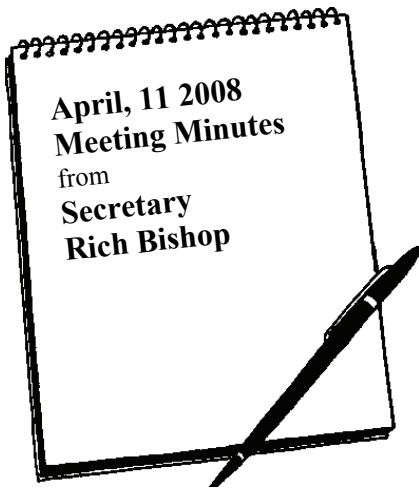 April, 11 2008
Meeting Minutes
from
Secretary
Rich Bishop